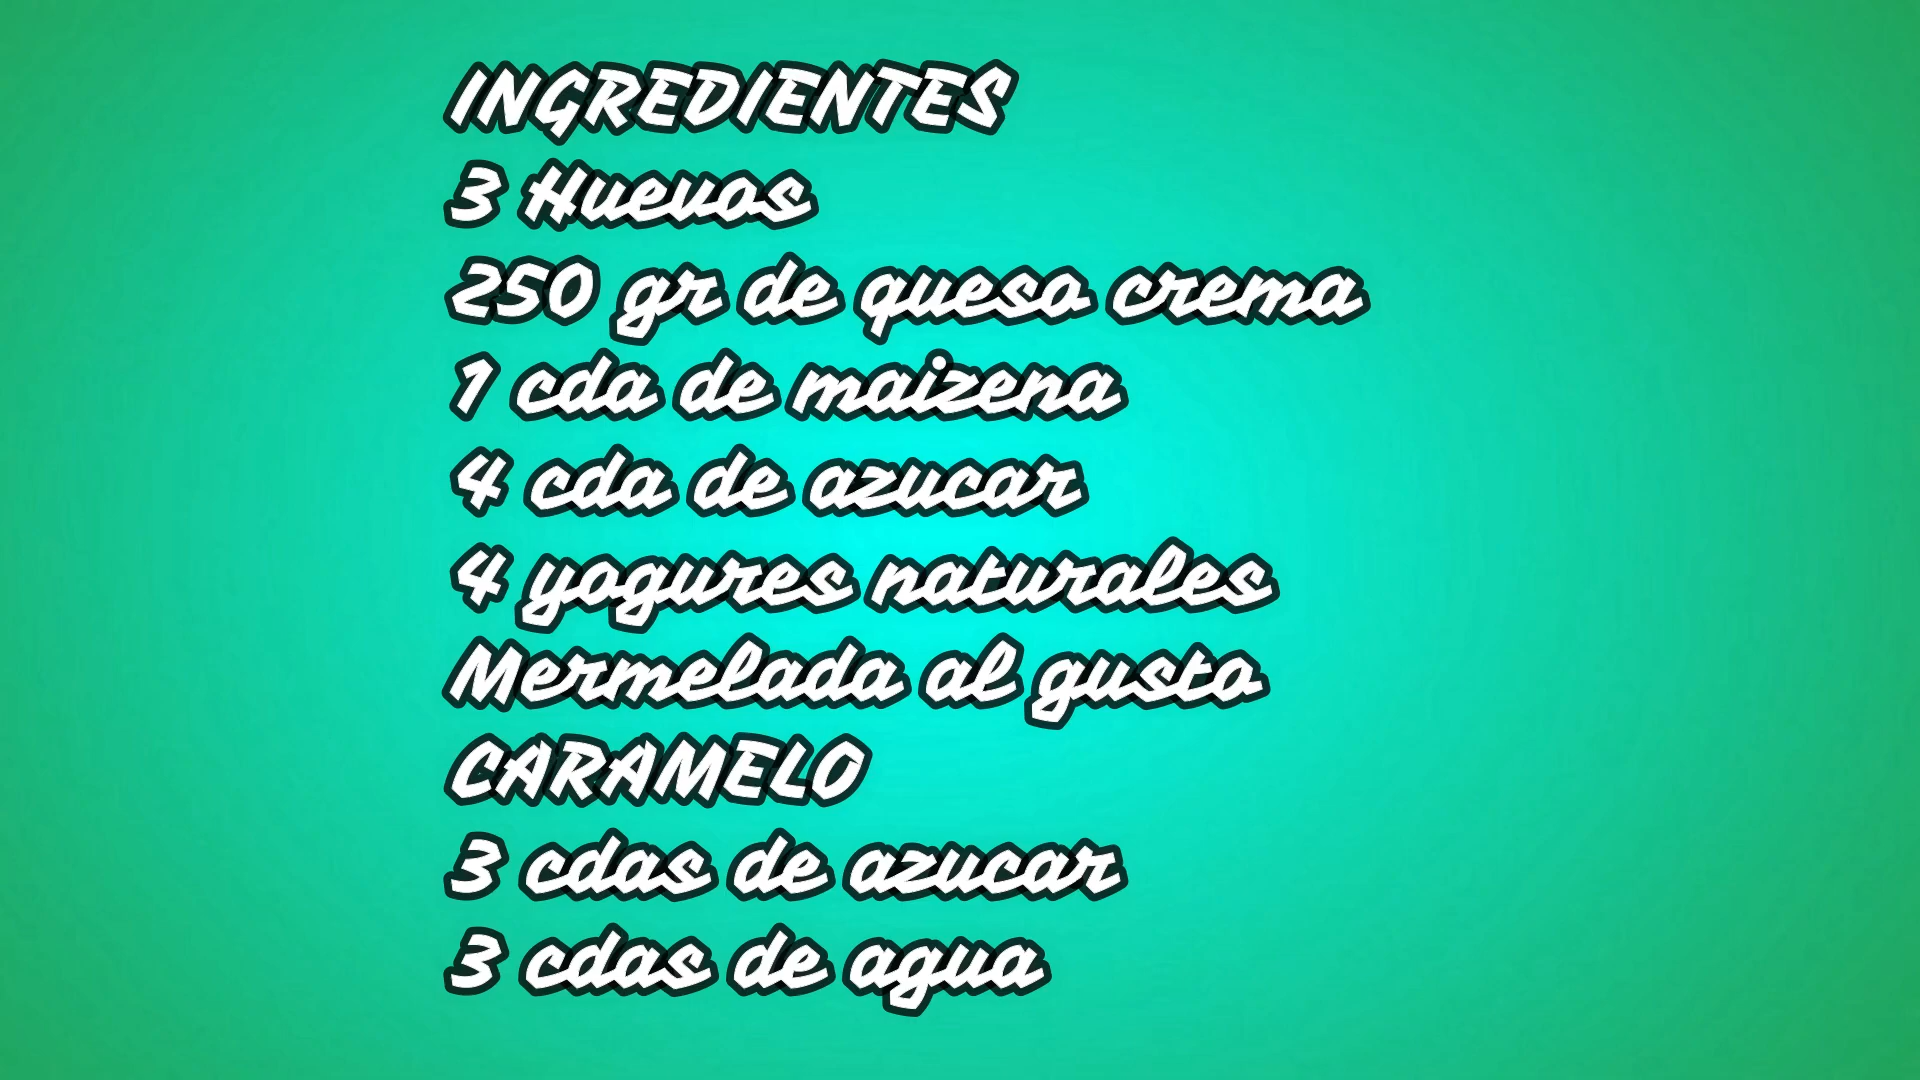 INGREDIENTES
3 Huevos
250 gr de queso crema
1 cda de maizena
4 cda de azucar
4 yogures naturales
Mermelada al gusto
CARAMELO
3 cdas de azucar
3 cdas de agua